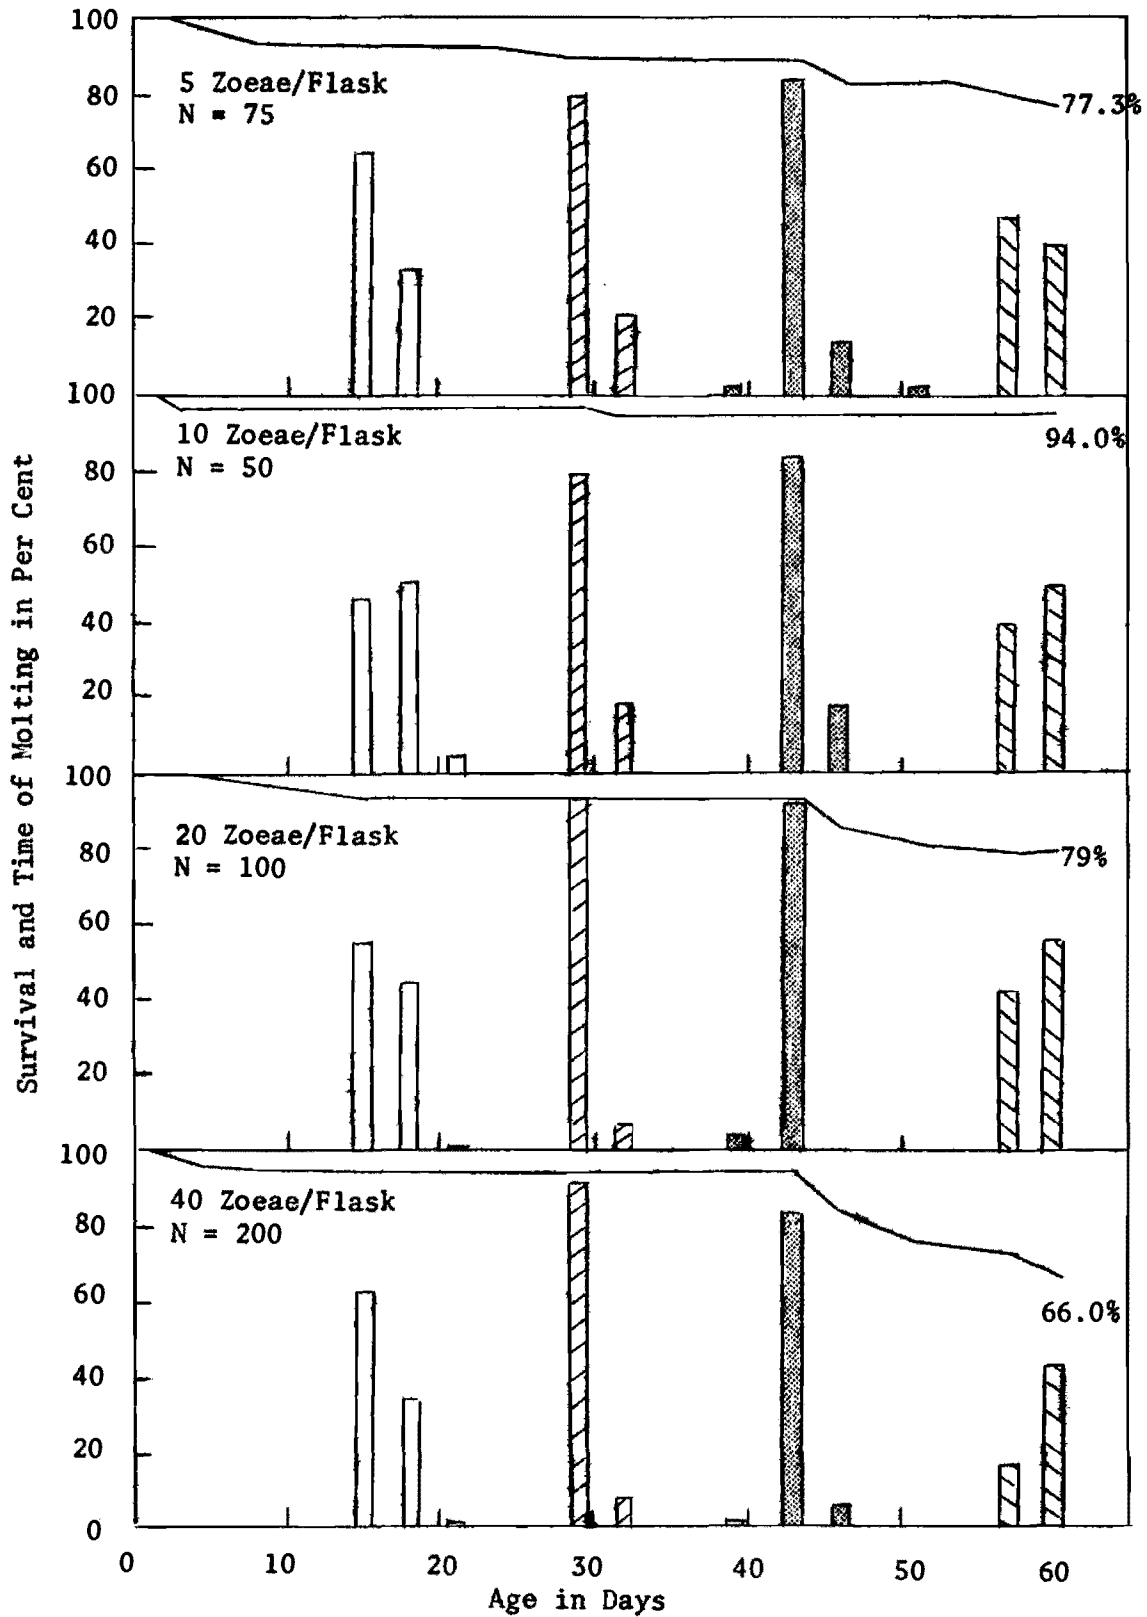 100
5 Zoeae/Flask
80
N = 75
77.3%
60
40
20
100
10 Zoeae/Flask
94.0%
80
N = 50
60
40
20
100
20 Zoeae/Flask
80
N = 100
79%
60
40
20
100
40 Zoeae/Flask
80
N = 200
60
66.0%
40
20
0
Survival and Time of Molting in Per Cent
0 10 20 30 40 50 60
Age in Days